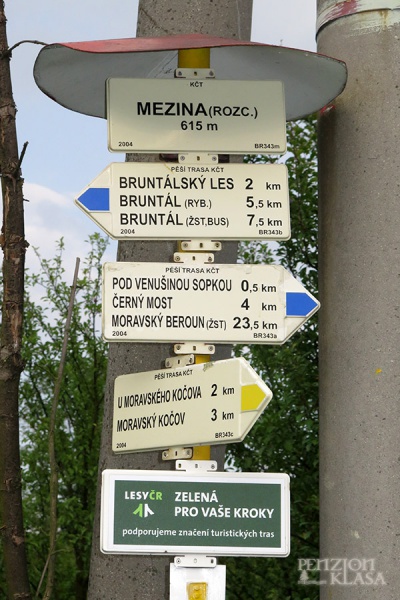 KČT
MEZINA (ROZC.)
615 m
2004 BR343m
PĚŠÍ TRASA KČT
BRUNTÁLSKÝ LES 2 km
BRUNTÁL (RYB.) 5,5 km
BRUNTÁL (ŽST,BUS) 7,5 km
2004 BR343b
PĚŠÍ TRASA KČT
POD VENUŠINOU SOPKOU 0,5 km
ČERNÝ MOST 4 km
MORAVSKÝ BEROUN (ŽST) 23,5 km
2004 BR343a
PĚŠÍ TRASA KČT
U MORAVSKÉHO KOČOVA 2 km
MORAVSKÝ KOČOV 3 km
2004 BR343c
LESYČR ZELENÁ
PRO VAŠE KROKY
podporujeme značení turistických tras
PENZION
KLASA